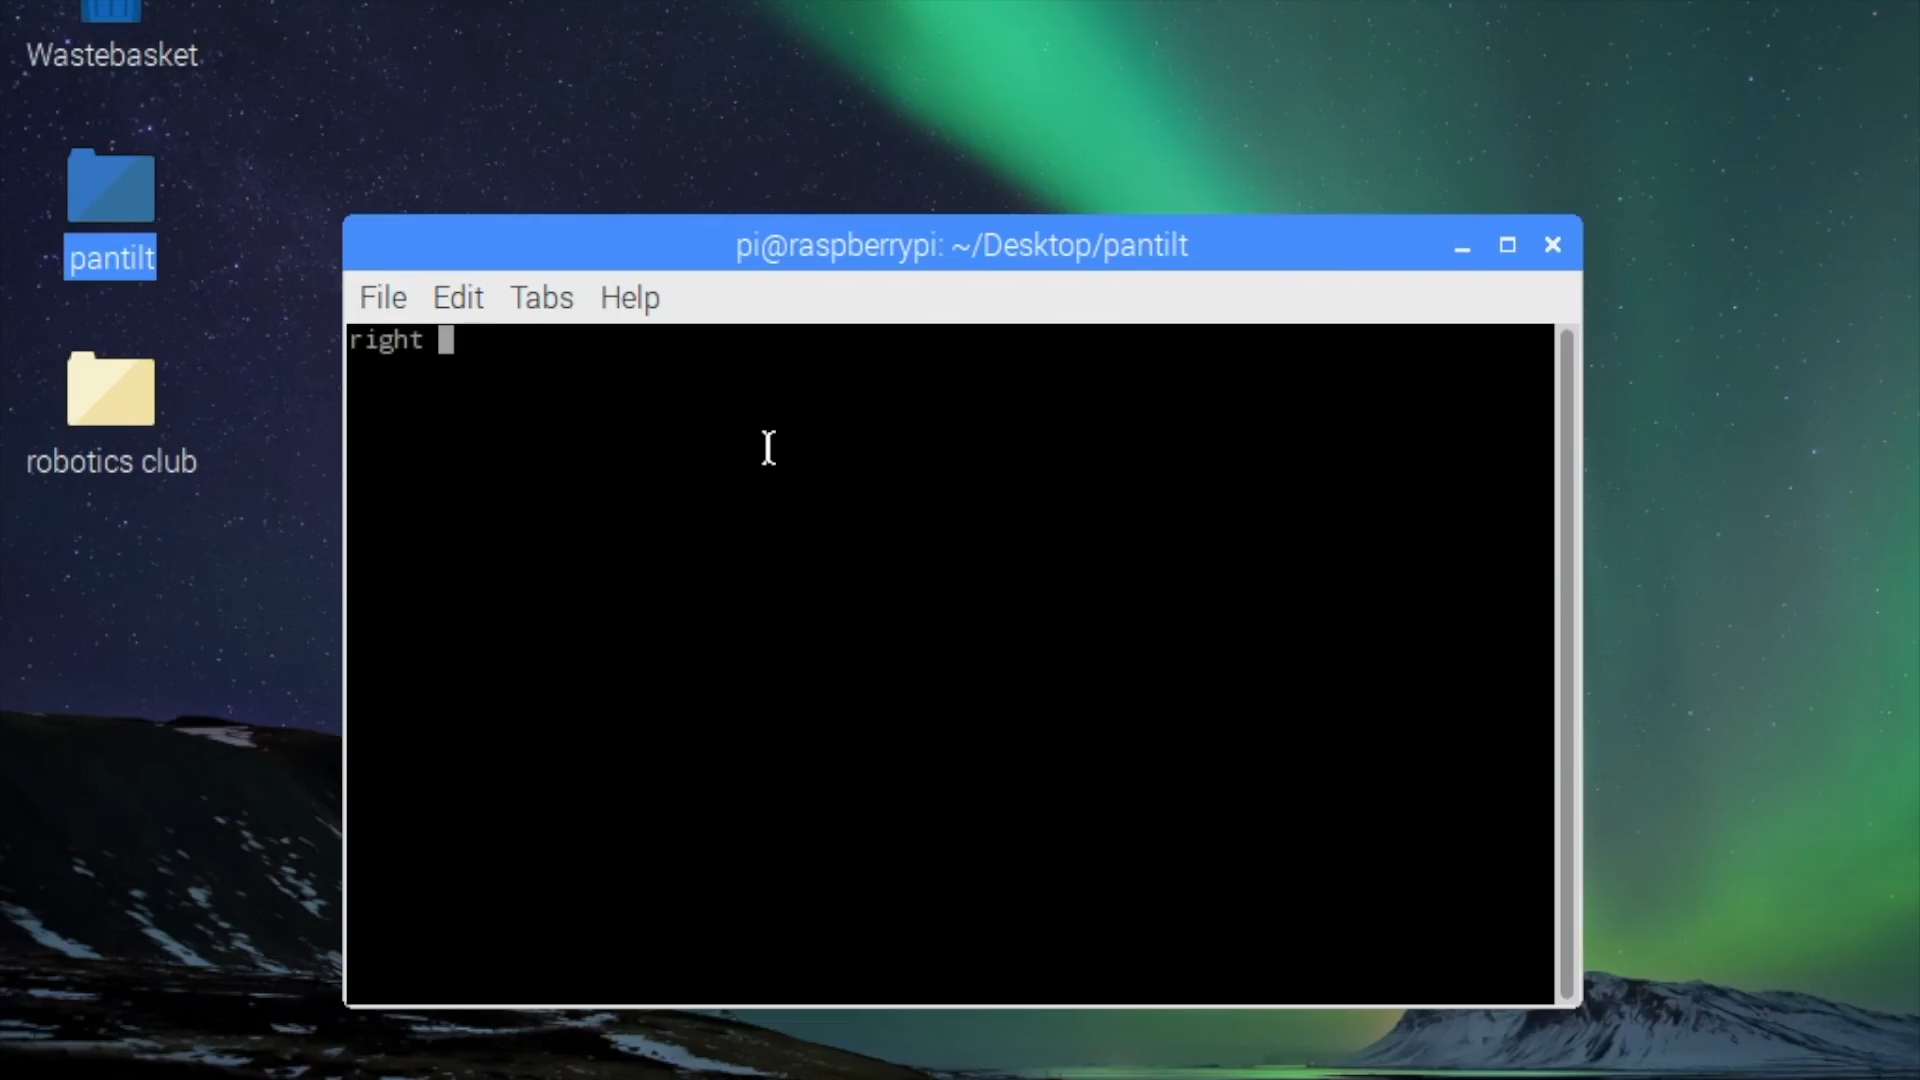 Wastebasket
pantilt
robotics club
pi@raspberrypi: ~/Desktop/pantilt
File Edit Tabs Help
right